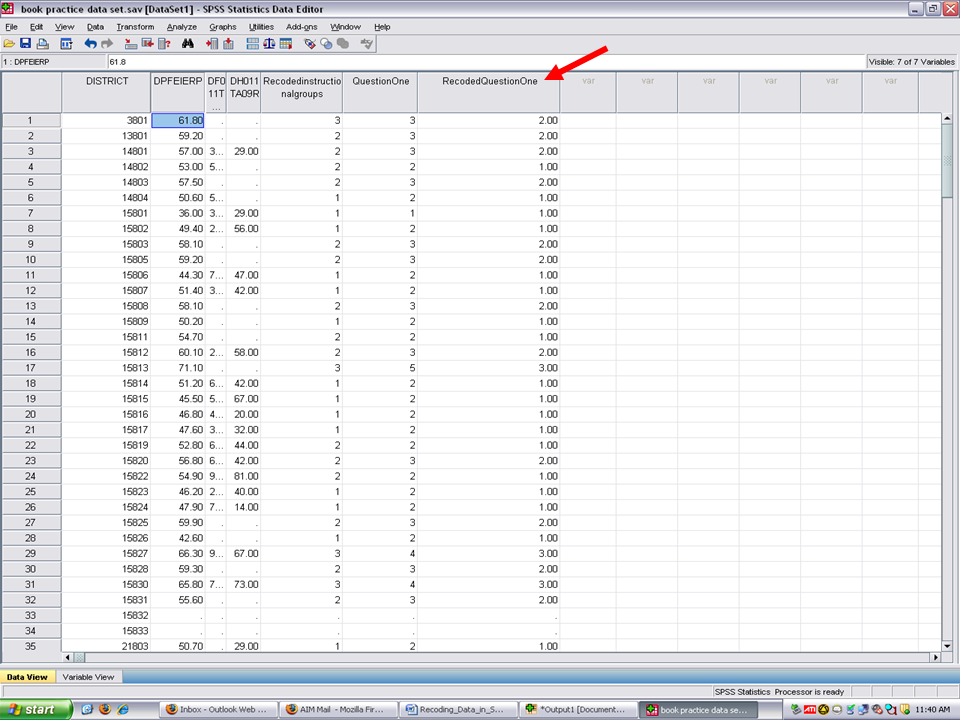 book practice data set.sav [DataSet1] - SPSS Statistics Data Editor
File Edit View Data Transform Analyze Graphs Utilities Add-ons Window Help
1 : DPFEIERP 61.8 Visible: 7 of 7 Variables
DISTRICT DPFEIERP DF0 DH011 Recodedinstructio QuestionOne RecodedQuestionOne var var var var var var
11T TA09R nalgroups
...
1 3801 61.80 . . 3 3 2.00
2 13801 59.20 . . 2 3 2.00
3 14801 57.00 3... 29.00 2 3 2.00
4 14802 53.00 5... . 2 2 1.00
5 14803 57.50 . . 2 3 2.00
6 14804 50.60 5... . 1 2 1.00
7 15801 36.00 3... 29.00 1 1 1.00
8 15802 49.40 2... 56.00 1 2 1.00
9 15803 58.10 . . 2 3 2.00
10 15805 59.20 . . 2 3 2.00
11 15806 44.30 7... 47.00 1 2 1.00
12 15807 51.40 3... 42.00 1 2 1.00
13 15808 58.10 . . 2 3 2.00
14 15809 50.20 . . 1 2 1.00
15 15811 54.70 . . 2 2 1.00
16 15812 60.10 2... 58.00 2 3 2.00
17 15813 71.10 . . 3 5 3.00
18 15814 51.20 6... 42.00 1 2 1.00
19 15815 45.50 5... 67.00 1 2 1.00
20 15816 46.80 4... 20.00 1 2 1.00
21 15817 47.60 3... 32.00 1 2 1.00
22 15819 52.80 6... 44.00 2 2 1.00
23 15820 56.80 6... 42.00 2 3 2.00
24 15822 54.90 9... 81.00 2 2 1.00
25 15823 46.20 2... 40.00 1 2 1.00
26 15824 47.90 7... 14.00 1 2 1.00
27 15825 59.90 . . 2 3 2.00
28 15826 42.60 . . 1 2 1.00
29 15827 66.30 9... 67.00 3 4 3.00
30 15828 59.30 . . 2 3 2.00
31 15830 65.80 7... 73.00 3 4 3.00
32 15831 55.60 . . 2 3 2.00
33 15832 . . . . . .
34 15833 . . . . . .
35 21803 50.70 . 29.00 1 2 1.00
Data View Variable View
SPSS Statistics Processor is ready
start Inbox - Outlook Web ... AIM Mail - Mozilla Fir... Recoding_Data_in_S... *Output1 [Document... book practice data se... ATI 11:40 AM